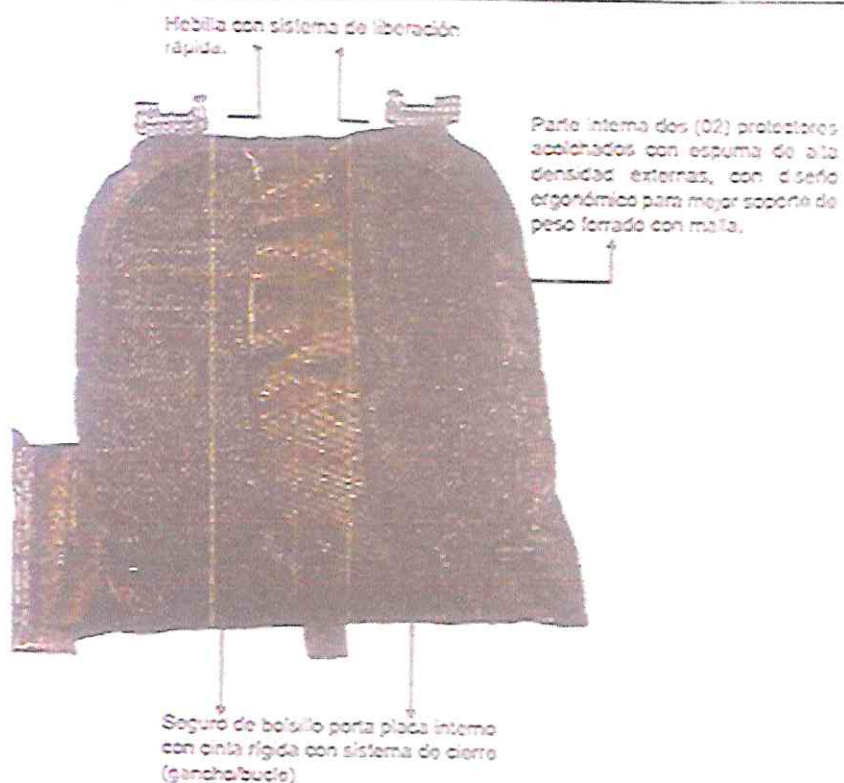 Hebilla con sistema de liberación
rápida.
Parte interna dos (02) protectores
acolchados con espuma de alta
densidad externas, con diseño
ergonómico para mejor soporte de
peso forrado con malla.
Seguro de bolsillo porta placa interno
con cinta rígida con sistema de cierre
(gancho/bucle)